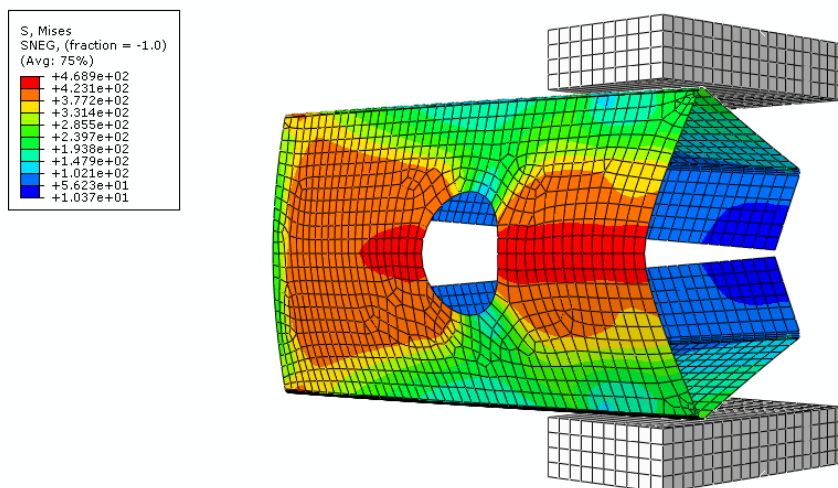 S, Mises
SNEG, (fraction = -1.0)
(Avg: 75%)
+4.689e+02
+4.231e+02
+3.772e+02
+3.314e+02
+2.855e+02
+2.397e+02
+1.938e+02
+1.479e+02
+1.021e+02
+5.623e+01
+1.037e+01